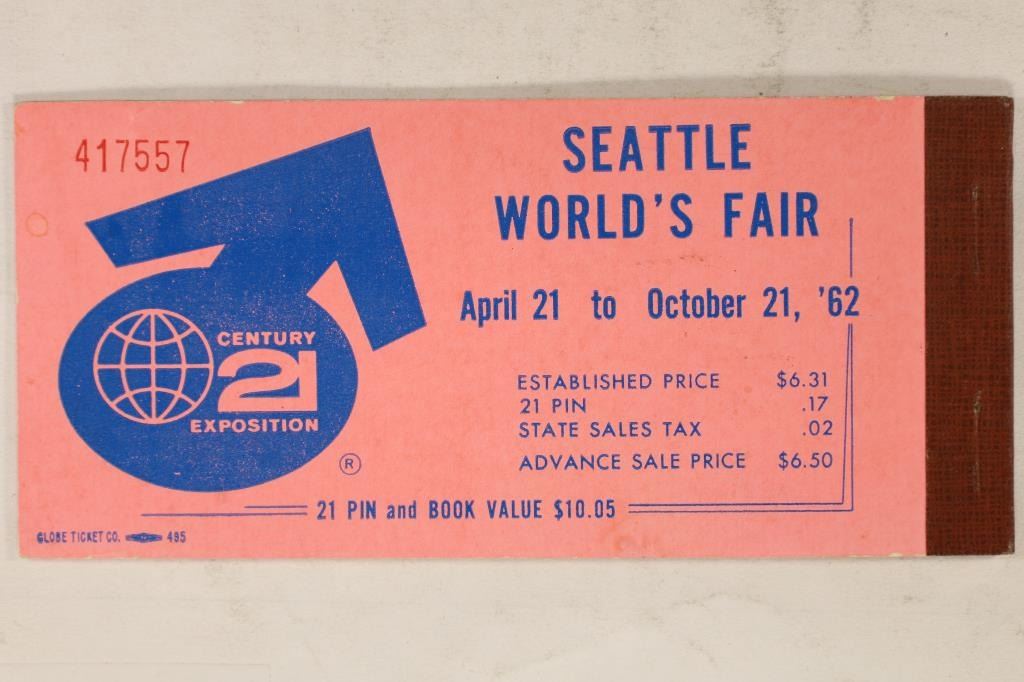 417557
SEATTLE
WORLD'S FAIR
April 21 to October 21, '62
CENTURY
21
EXPOSITION
®
ESTABLISHED PRICE $6.31
21 PIN .17
STATE SALES TAX .02
ADVANCE SALE PRICE $6.50
21 PIN and BOOK VALUE $10.05
GLOBE TICKET CO. 495